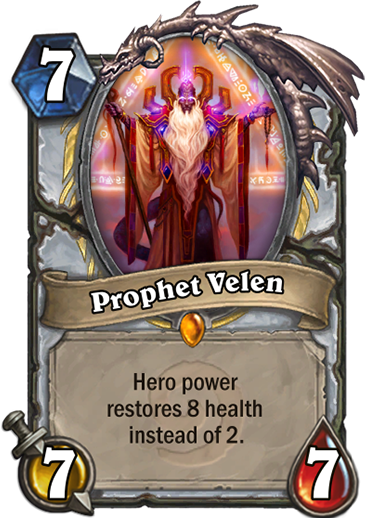 7
Prophet Velen
Hero power
restores 8 health
instead of 2.
7
7